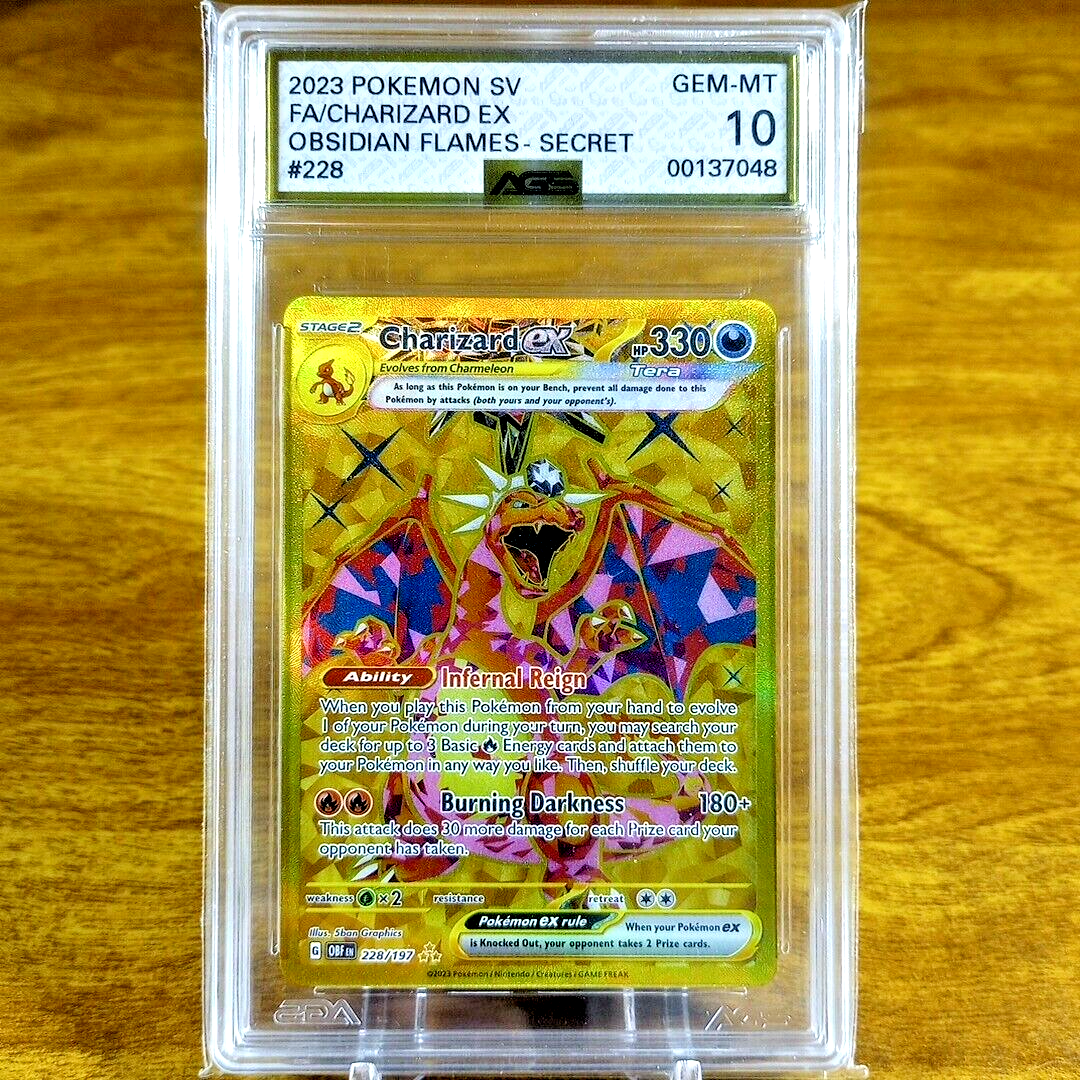 2023 POKEMON SV
FA/CHARIZARD EX
OBSIDIAN FLAMES - SECRET
#228
GEM-MT
10
00137048
AGS
STAGE2
Charizard ex
HP 330
Evolves from Charmeleon
Tera
As long as this Pokémon is on your Bench, prevent all damage done to this
Pokémon by attacks (both yours and your opponent's).
Ability Infernal Reign
When you play this Pokémon from your hand to evolve
1 of your Pokémon during your turn, you may search your
deck for up to 3 Basic Energy cards and attach them to
your Pokémon in any way you like. Then, shuffle your deck.
Burning Darkness 180+
This attack does 30 more damage for each Prize card your
opponent has taken.
weakness ×2 resistance retreat
Pokémon ex rule When your Pokémon ex
is Knocked Out, your opponent takes 2 Prize cards.
Illus. 5ban Graphics
G OBF EN 228/197
©2023 Pokémon / Nintendo / Creatures / GAME FREAK
AGS